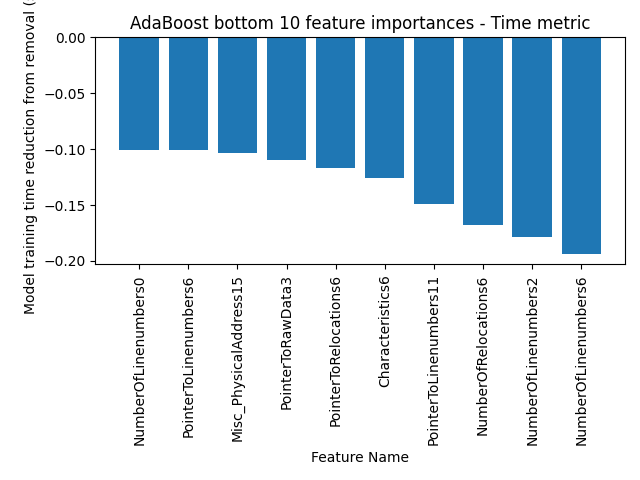 AdaBoost bottom 10 feature importances - Time metric
Model training time reduction from removal (
0.00
−0.05
−0.10
−0.15
−0.20
NumberOfLinenumbers0
PointerToLinenumbers6
Misc_PhysicalAddress15
PointerToRawData3
PointerToRelocations6
Characteristics6
PointerToLinenumbers11
NumberOfRelocations6
NumberOfLinenumbers2
NumberOfLinenumbers6
Feature Name